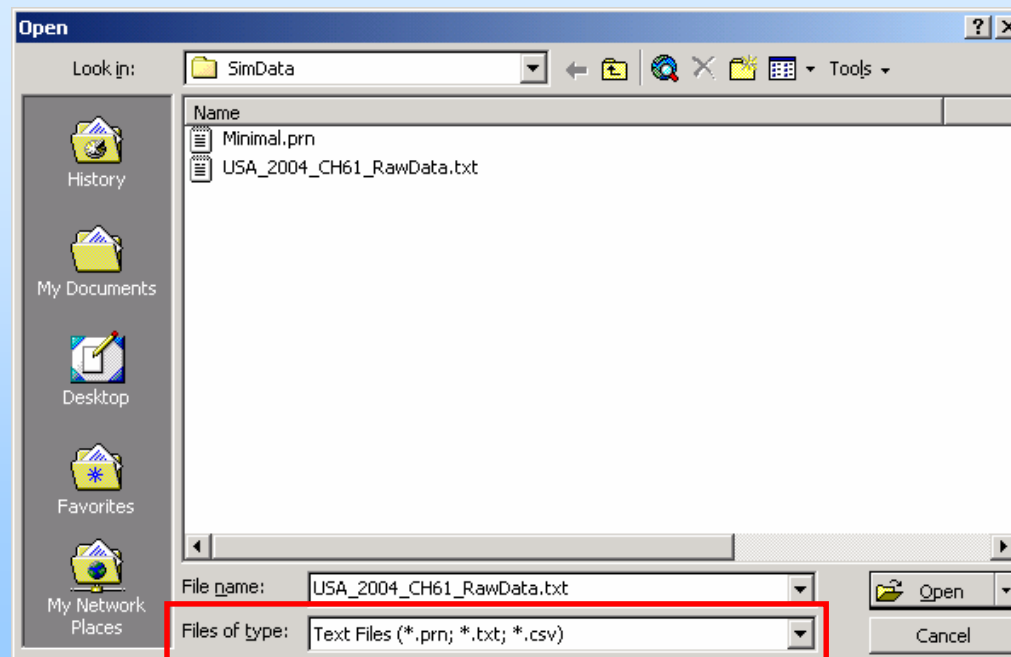 Open
Look in: SimData Tools
Name
Minimal.prn
USA_2004_CH61_RawData.txt
History
My Documents
Desktop
Favorites
My Network
Places
File name: USA_2004_CH61_RawData.txt Open
Files of type: Text Files (*.prn; *.txt; *.csv) Cancel